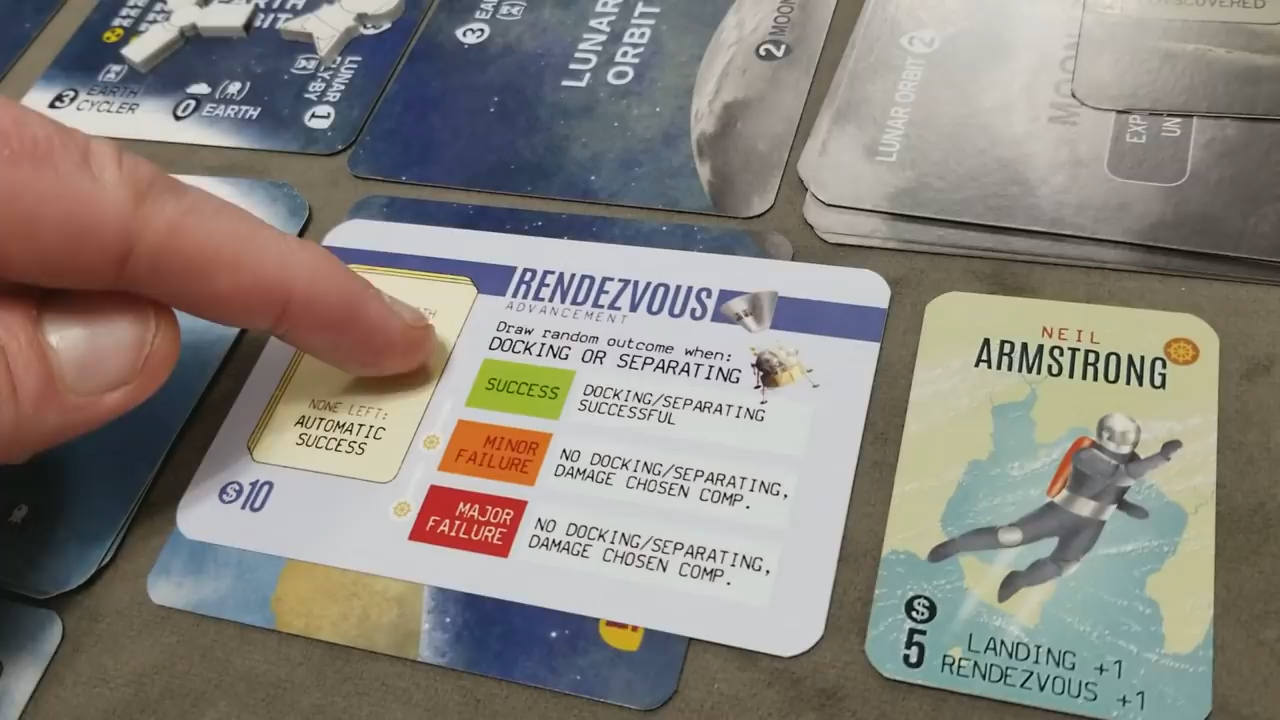 EARTH
ORBIT
3 EARTH
CYCLER
0 EARTH
LUNAR
FLY-BY
1
3
LUNAR
ORBIT
2 MOON
LUNAR ORBIT 2
MOON
RENDEZVOUS
ADVANCEMENT
Draw random outcome when:
DOCKING OR SEPARATING
SUCCESS
DOCKING/SEPARATING
SUCCESSFUL
MINOR
FAILURE
NO DOCKING/SEPARATING,
DAMAGE CHOSEN COMP.
MAJOR
FAILURE
NO DOCKING/SEPARATING,
DAMAGE CHOSEN COMP.
NONE LEFT:
AUTOMATIC
SUCCESS
$10
NEIL
ARMSTRONG
$
5
LANDING +1
RENDEZVOUS +1